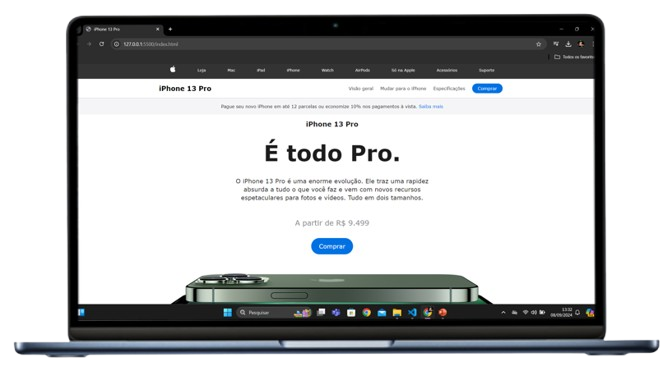 iPhone 13 Pro
127.0.0.1:5500/index.html
Todos os favoritos
Loja Mac iPad iPhone Watch AirPods Só na Apple Acessórios Suporte
iPhone 13 Pro Visão geral Mudar para o iPhone Especificações Comprar
Pague seu novo iPhone em até 12 parcelas ou economize 10% nos pagamentos à vista. Saiba mais
iPhone 13 Pro
É todo Pro.
O iPhone 13 Pro é uma enorme evolução. Ele traz uma rapidez
absurda a tudo o que você faz e vem com novos recursos
espetaculares para fotos e vídeos. Tudo em dois tamanhos.
A partir de R$ 9.499
Comprar
Pesquisar
13:32
08/09/2024